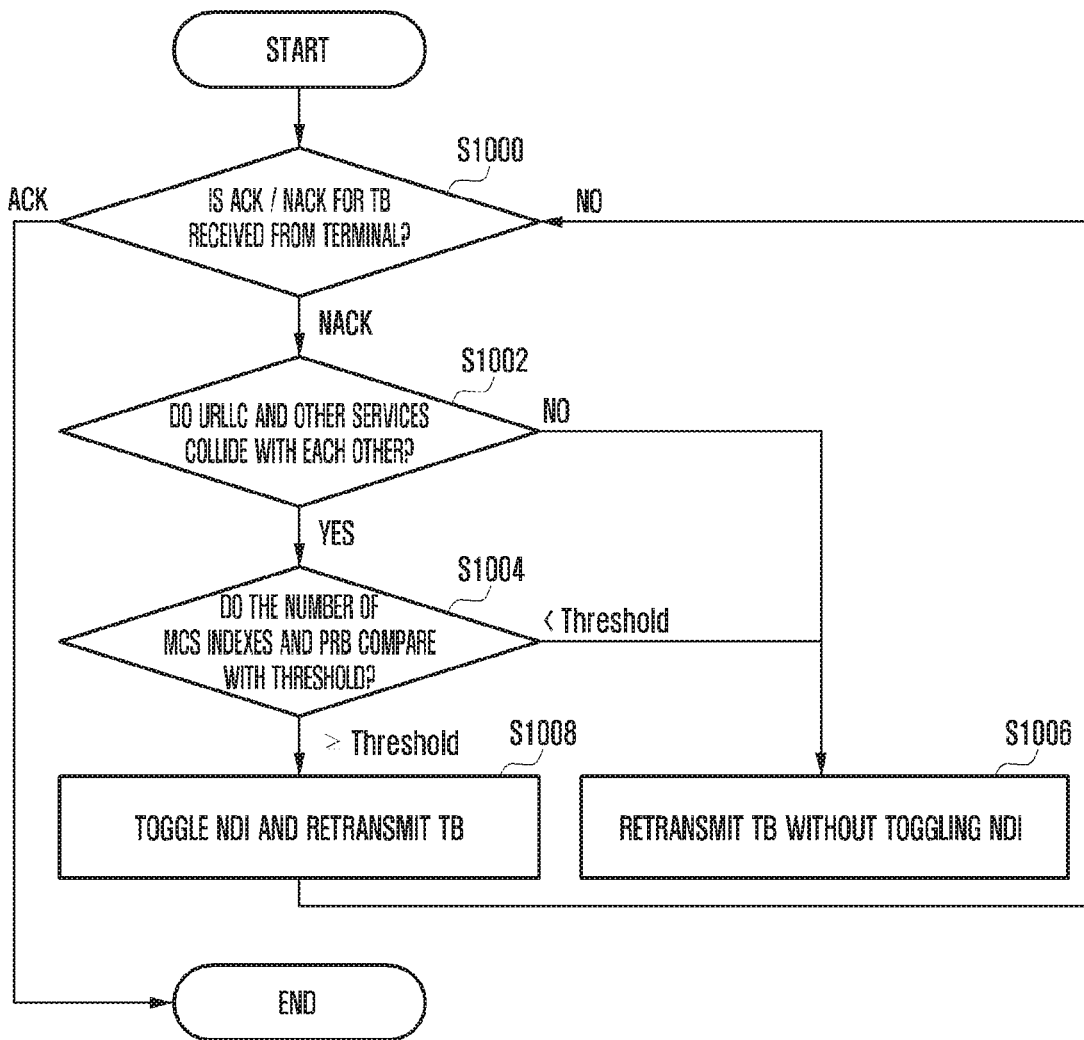 START
S1000
ACK
IS ACK / NACK FOR TB
RECEIVED FROM TERMINAL?
NO
NACK
S1002
DO URLLC AND OTHER SERVICES
COLLIDE WITH EACH OTHER?
NO
YES
S1004
DO THE NUMBER OF
MCS INDEXES AND PRB COMPARE
WITH THRESHOLD?
< Threshold
≥ Threshold
S1008
S1006
TOGGLE NDI AND RETRANSMIT TB
RETRANSMIT TB WITHOUT TOGGLING NDI
END